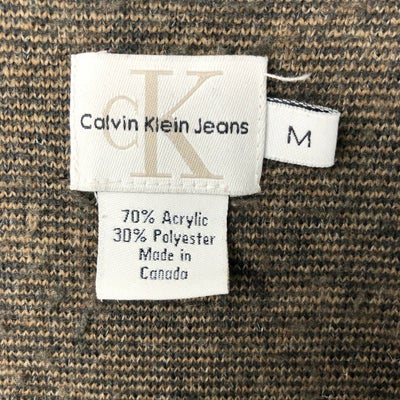 CK
Calvin Klein Jeans
M
70% Acrylic
30% Polyester
Made in
Canada